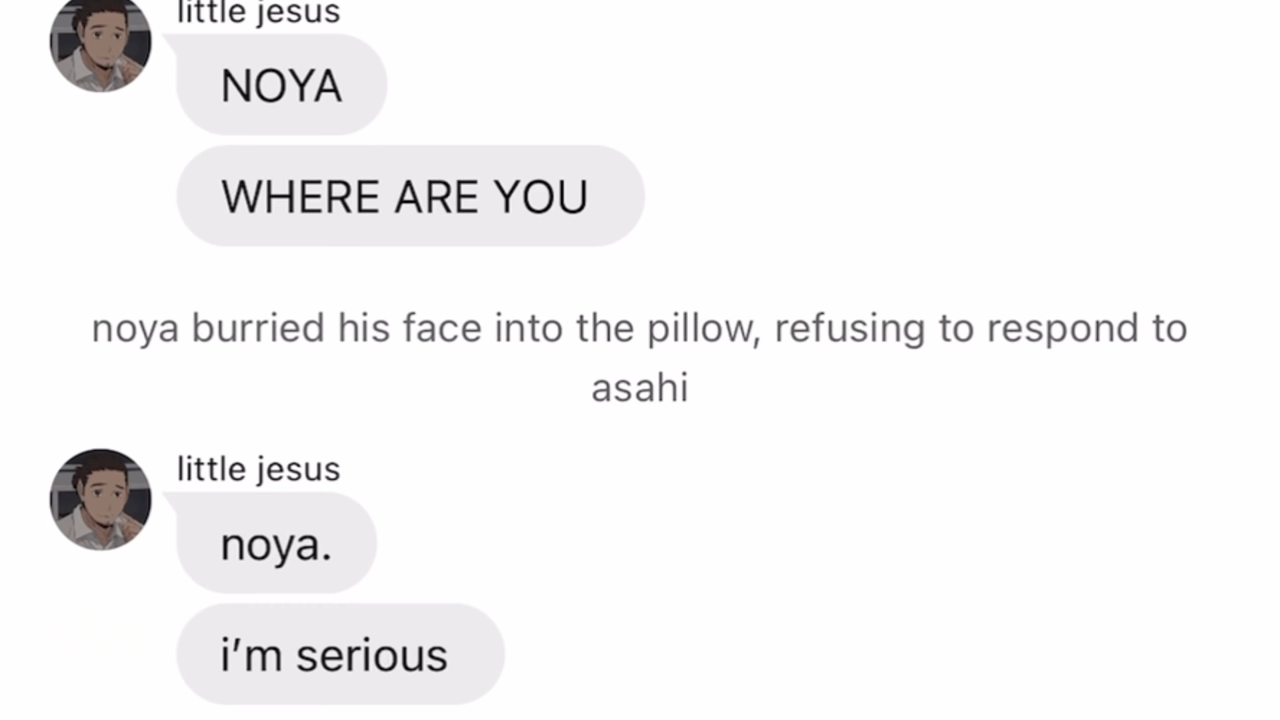 little jesus
NOYA
WHERE ARE YOU
noya burried his face into the pillow, refusing to respond to
asahi
little jesus
noya.
i’m serious